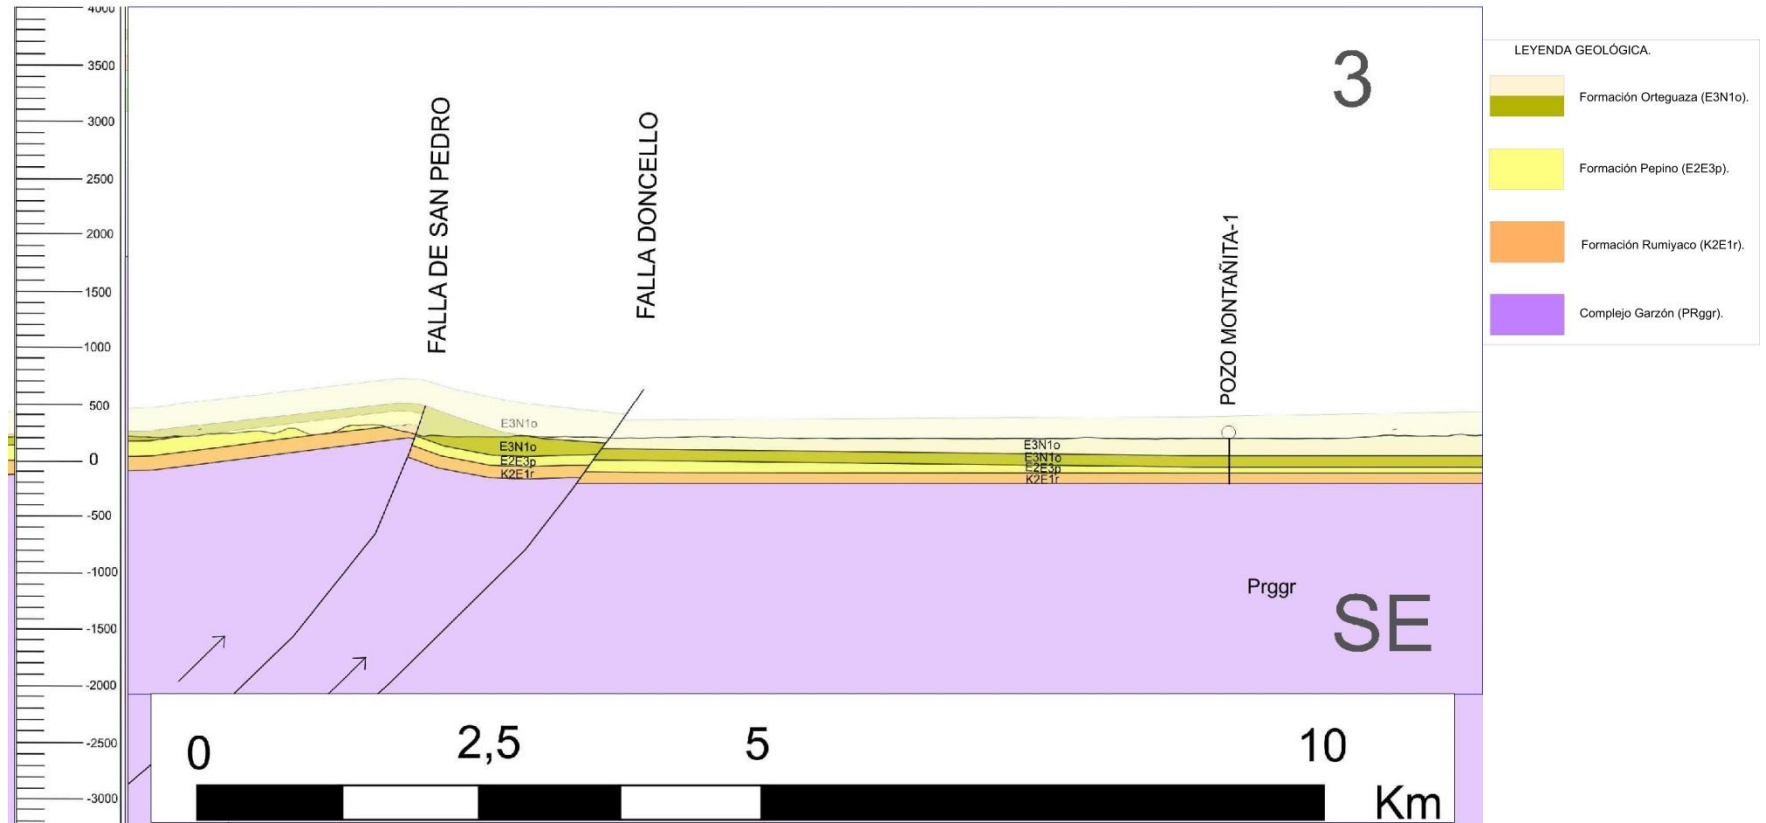 4000
3500
3000
2500
2000
1500
1000
500
0
-500
-1000
-1500
-2000
-2500
-3000
FALLA DE SAN PEDRO
FALLA DONCELLO
POZO MONTAÑITA-1
3
E3N1o
E3N1o
E2E3p
K2E1r
E3N1o
E3N1o
E2E3p
K2E1r
Prggr
SE
0 2,5 5 10
Km
LEYENDA GEOLÓGICA.
Formación Orteguaza (E3N1o).
Formación Pepino (E2E3p).
Formación Rumiyaco (K2E1r).
Complejo Garzón (PRggr).